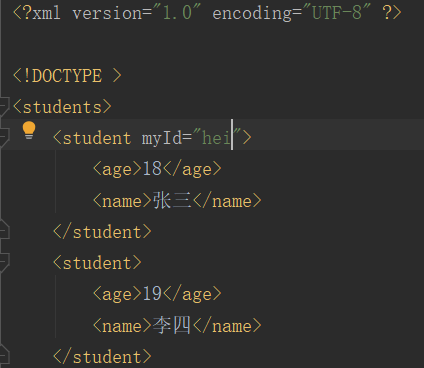 <?xml version="1.0" encoding="UTF-8" ?>
<!DOCTYPE >
<students>
<student myId="hei">
<age>18</age>
<name>张三</name>
</student>
<student>
<age>19</age>
<name>李四</name>
</student>